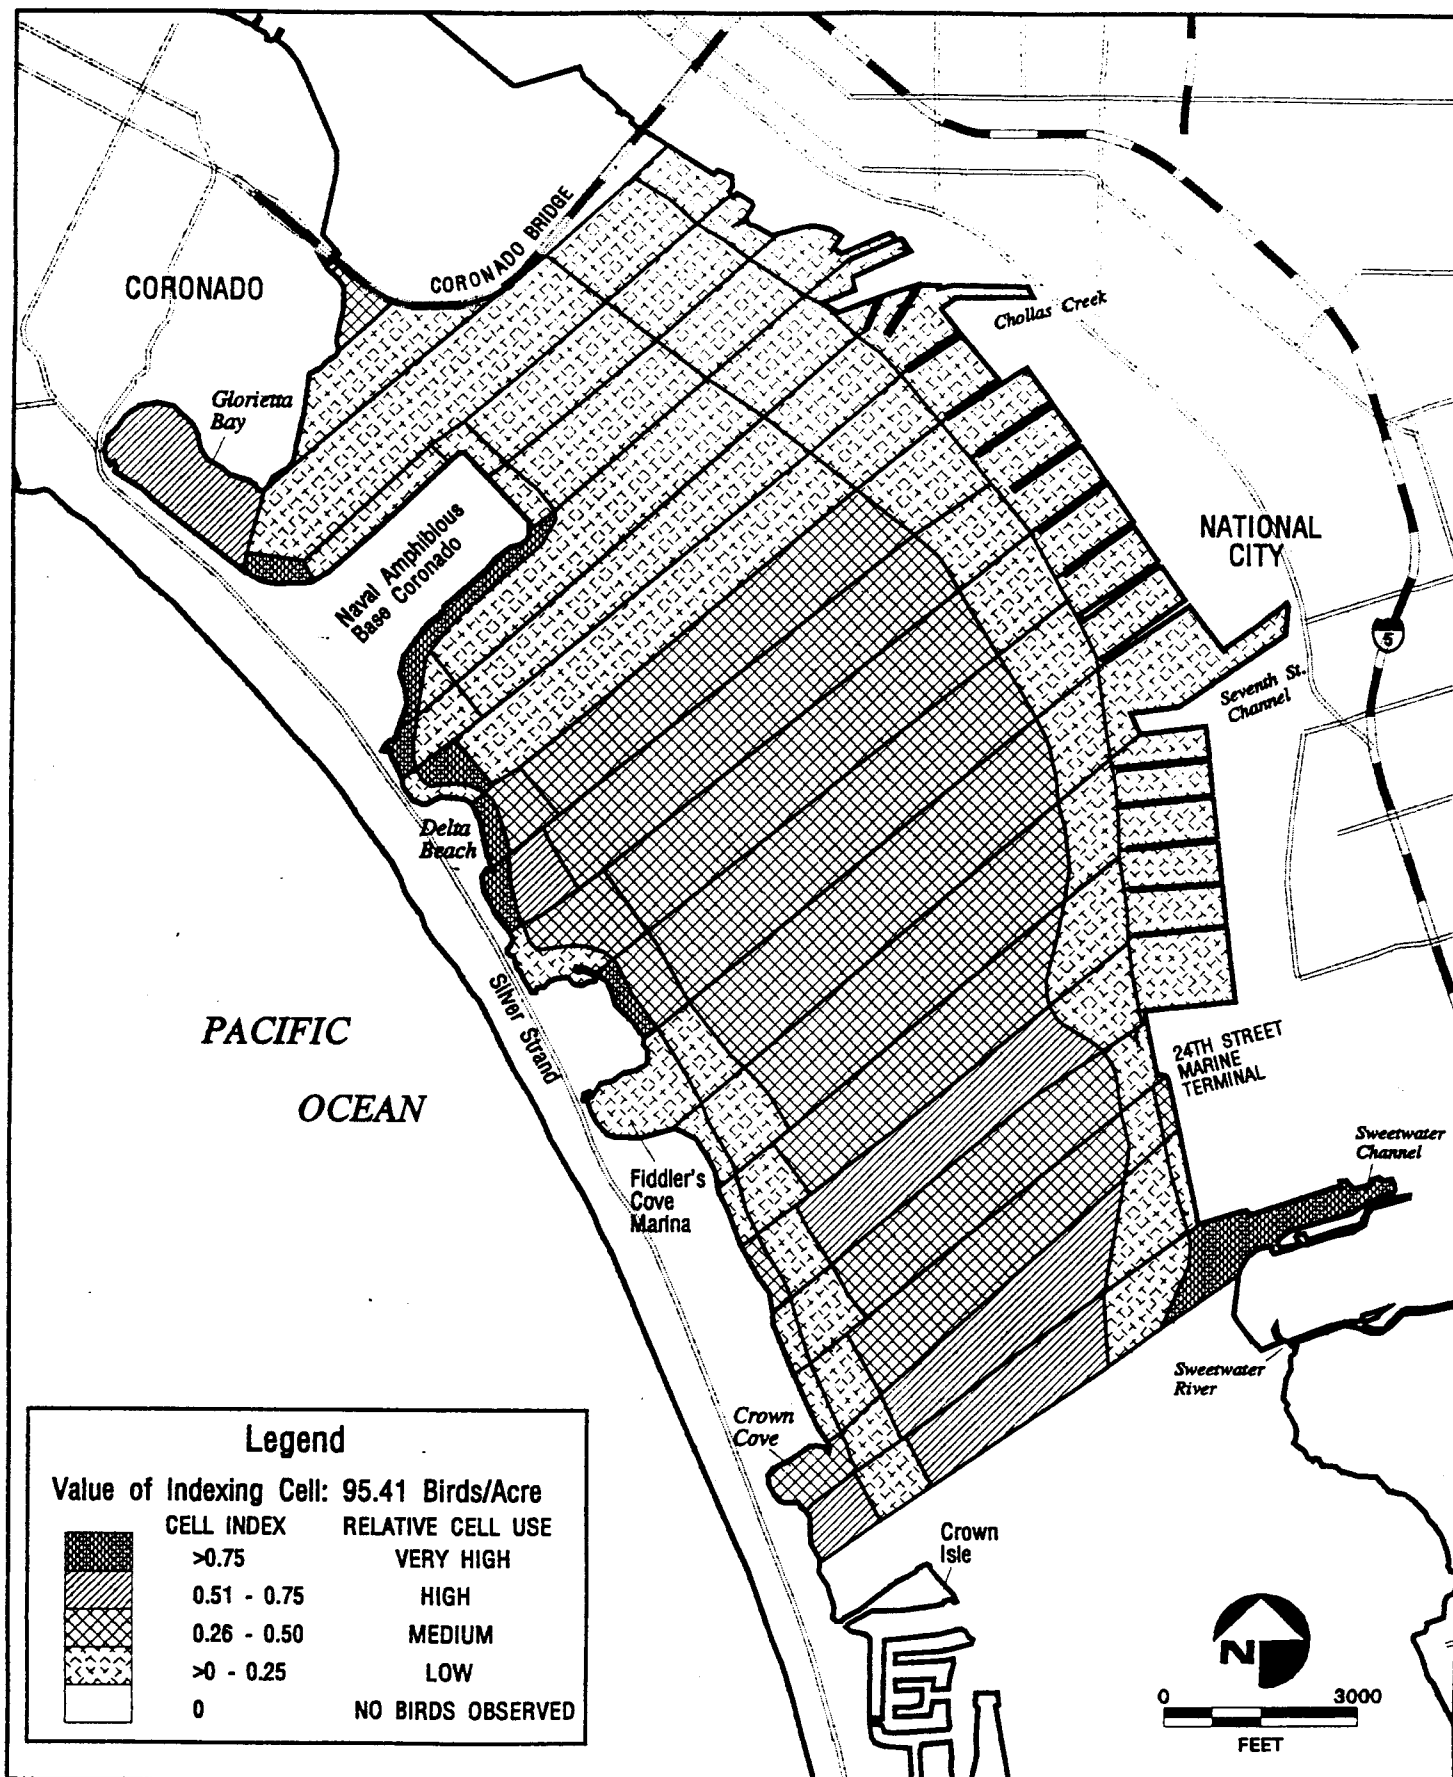 CORONADO BRIDGE
CORONADO
Chollas Creek
Glorietta
Bay
Naval Amphibious
Base Coronado
NATIONAL
CITY
5
Seventh St.
Channel
Delta
Beach
Silver Strand
PACIFIC
OCEAN
24TH STREET
MARINE
TERMINAL
Sweetwater
Channel
Fiddler's
Cove
Marina
Sweetwater
River
Crown
Cove
Crown
Isle
Legend
Value of Indexing Cell: 95.41 Birds/Acre
CELL INDEX RELATIVE CELL USE
>0.75 VERY HIGH
0.51 - 0.75 HIGH
0.26 - 0.50 MEDIUM
>0 - 0.25 LOW
0 NO BIRDS OBSERVED
N
0 3000
FEET